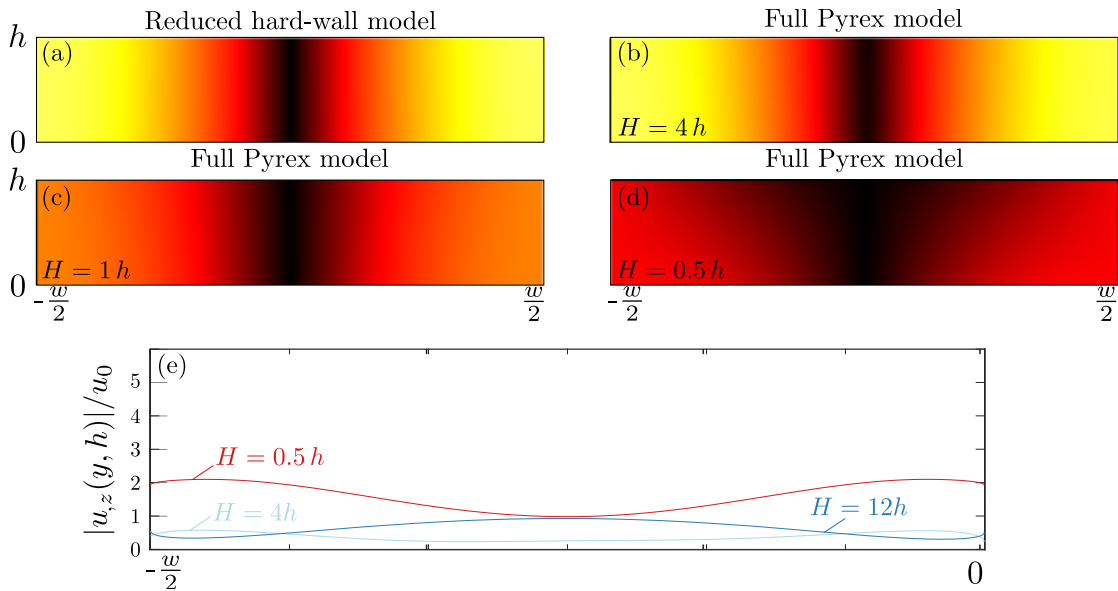 Reduced hard-wall model
Full Pyrex model
h
(a)
(b)
0
H = 4 h
Full Pyrex model
Full Pyrex model
h
(c)
(d)
0
H = 1 h
H = 0.5 h
-w/2
w/2
-w/2
w/2
(e)
|u,z(y, h)|/u0
5
4
3
2
1
0
H = 0.5 h
H = 4h
H = 12h
-w/2
0